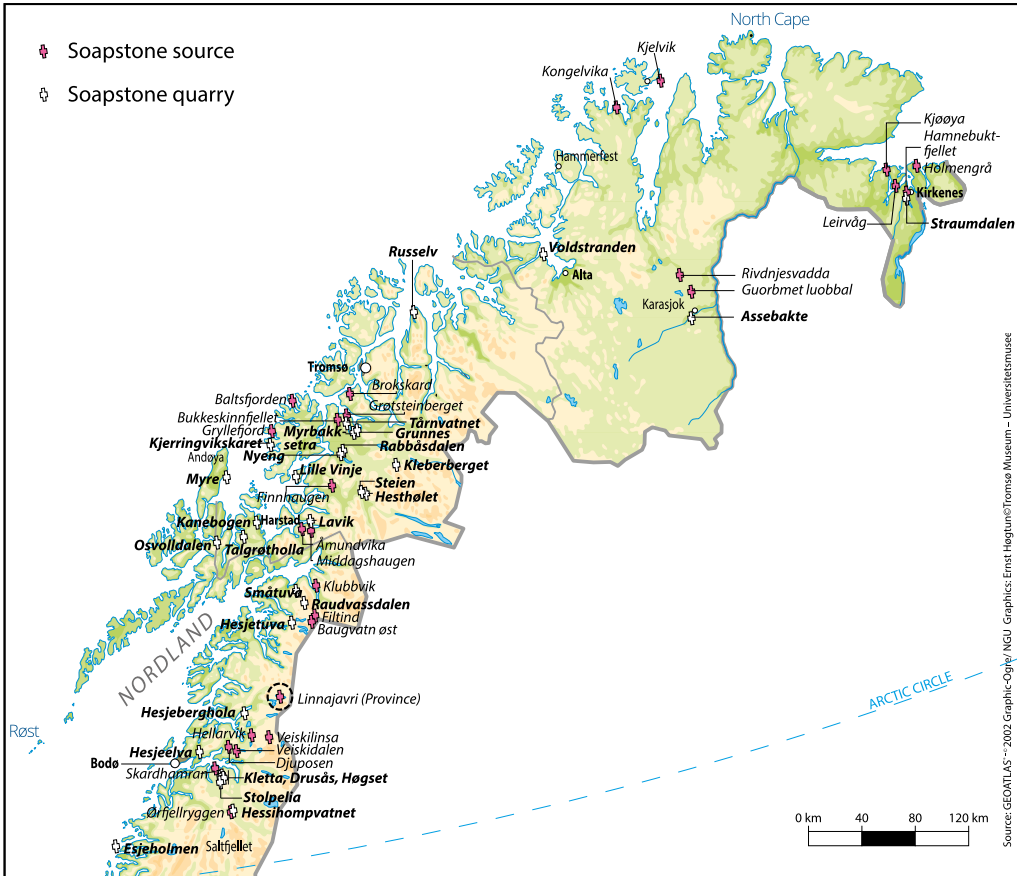 North Cape
Soapstone source
Soapstone quarry
Kjelvik
Kongelvika
Kjøøya
Hamnebukt-
fjellet
Holmengrå
Kirkenes
Leirvåg
Straumdalen
Hammerfest
Voldstranden
Alta
Russelv
Rivdnjesvadda
Guorbmet luobbal
Karasjok
Assebakte
Tromsø
Brokskard
Baltsfjorden
Grøtsteinberget
Bukkeskinnfjellet
Tårnvatnet
Gryllefjord
Myrbakk-
setra
Grunnes
Kjerringvikskaret
Rabbåsdalen
Nyeng
Andøya
Kleberberget
Lille Vinje
Myre
Steien
Finnhaugen
Hesthølet
Kanebogen
Harstad
Lavik
Osvolldalen
Talgrøtholla
Åmundvika
Middagshaugen
Klubbvik
Småtuva
Raudvassdalen
Filtind
Hesjetuva
Baugvatn øst
NORDLAND
Linnajavri (Province)
Hesjeberghola
ARCTIC CIRCLE
Røst
Hellarvik
Veiskilinsa
Hesjeelva
Veiskidalen
Bodø
Djuposen
Skardhamran
Kletta, Drusås, Høgset
Stolpelia
Ørfjellryggen
Hessihompvatnet
Esjeholmen
Saltfjellet
0 km 40 80 120 km
Source: GEOATLAS 2002 Graphic-Ogre/ NGU Graphics: Ernst Høgtun©Tromsø Museum – Universitetsmuseet